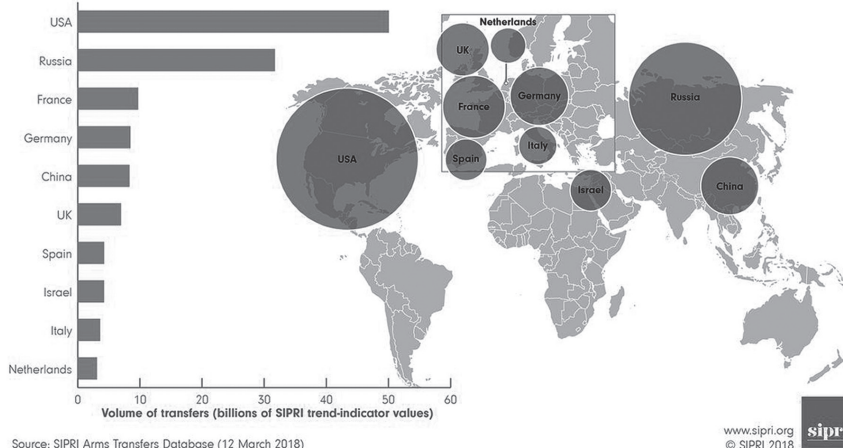 USA
Russia
France
Germany
China
UK
Spain
Israel
Italy
Netherlands
0 10 20 30 40 50 60
Volume of transfers (billions of SIPRI trend-indicator values)
Netherlands
UK
France
Germany
Spain
Italy
USA
Israel
Russia
China
Source: SIPRI Arms Transfers Database (12 March 2018)
www.sipri.org
© SIPRI 2018
sipri